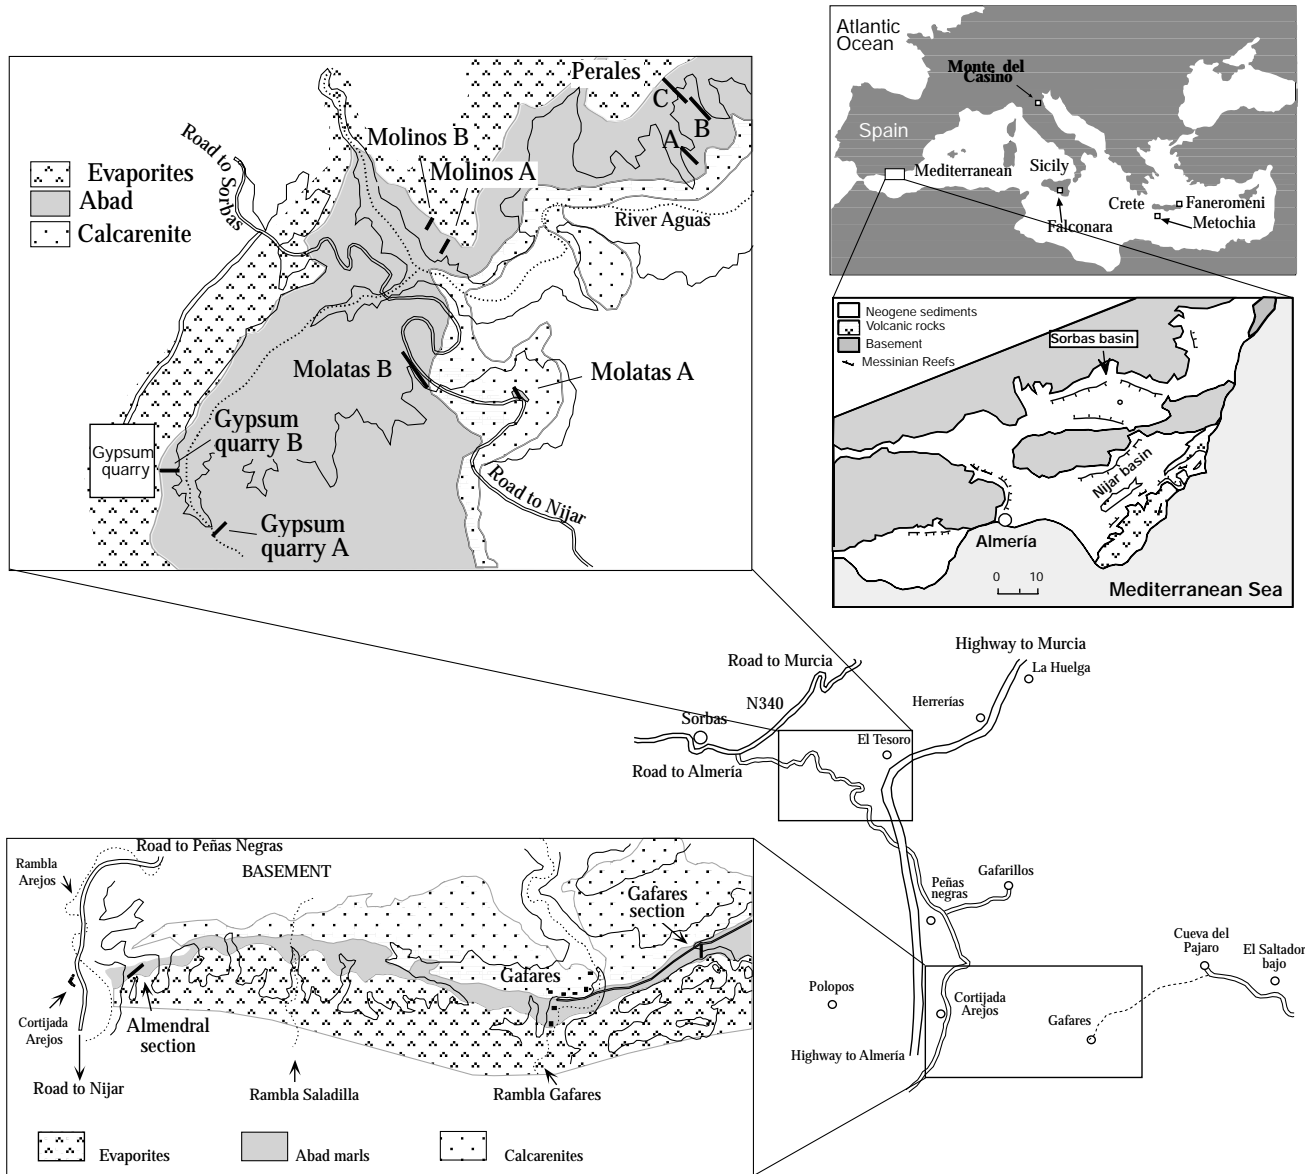 Perales
C
B
A
Molinos B
Molinos A
Road to Sorbas
Evaporites
Abad
Calcarenite
River Aguas
Molatas B
Molatas A
Gypsum
quarry B
Gypsum
quarry
Road to Nijar
Gypsum
quarry A
Atlantic
Ocean
Monte del
Casino
Spain
Mediterranean
Sicily
Crete
Faneromeni
Metochia
Falconara
Neogene sediments
Volcanic rocks
Basement
Messinian Reefs
Sorbas basin
Nijar basin
Almería
0 10
Mediterranean Sea
Highway to Murcia
Road to Murcia
La Huelga
N340
Herrerías
Sorbas
El Tesoro
Road to Almería
Peñas
negras
Gafarillos
Cueva del
Pajaro
El Saltador
bajo
Polopos
Cortijada
Arejos
Gafares
Highway to Almería
Road to Peñas Negras
Rambla
Arejos
BASEMENT
Gafares
section
Gafares
Almendral
section
Cortijada
Arejos
Road to Nijar
Rambla Saladilla
Rambla Gafares
Evaporites
Abad marls
Calcarenites